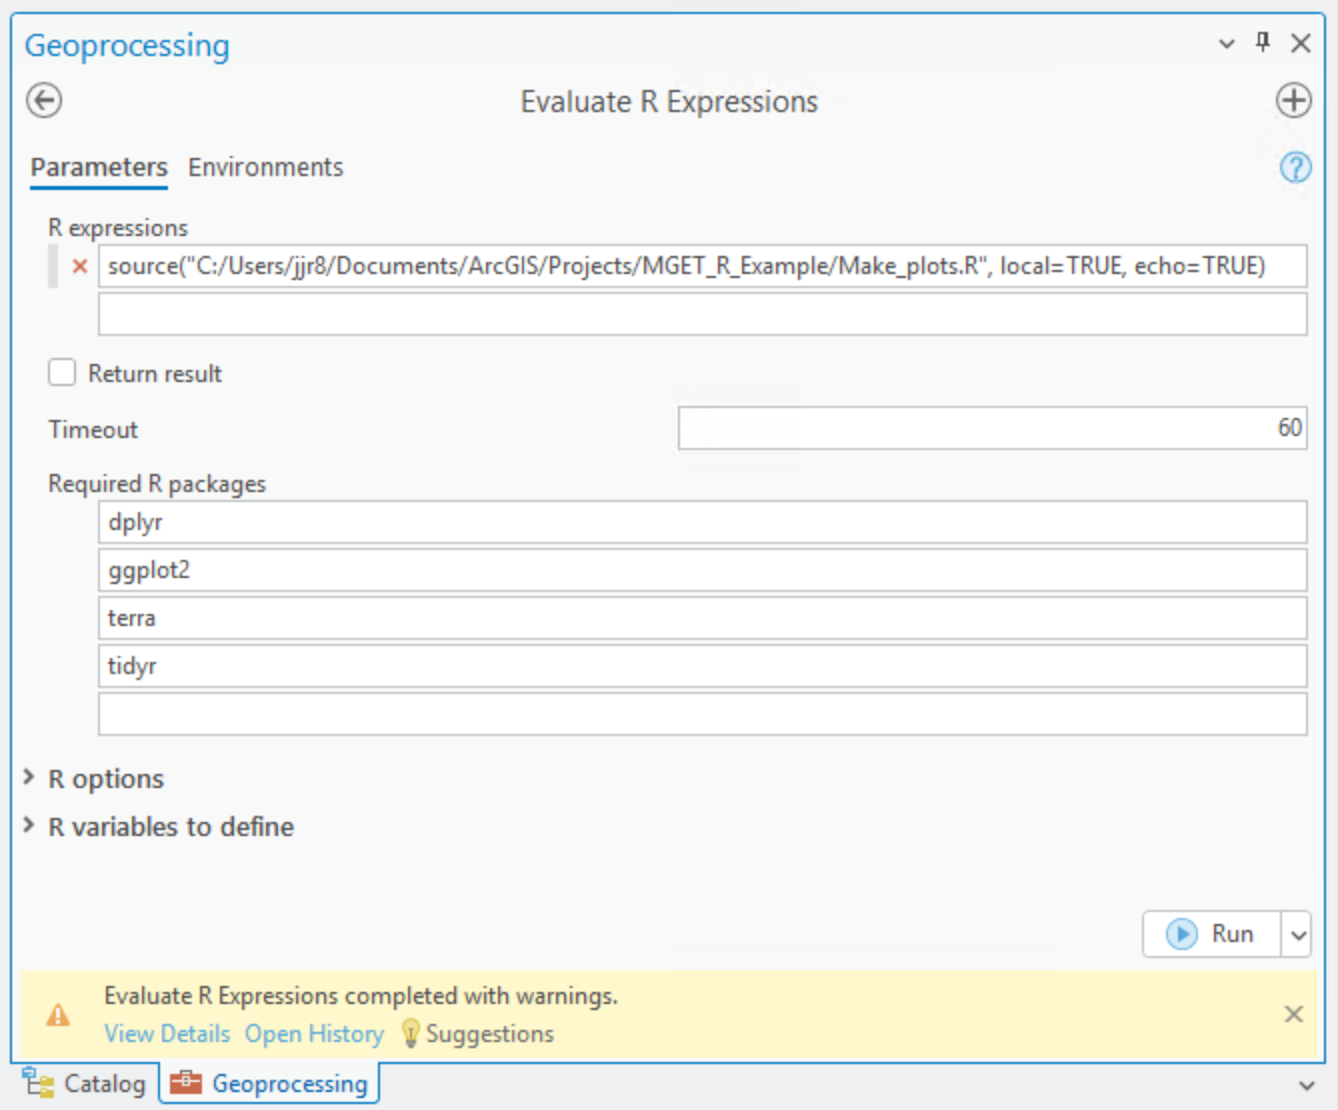 Geoprocessing
Evaluate R Expressions
Parameters Environments
R expressions
source("C:/Users/jjr8/Documents/ArcGIS/Projects/MGET_R_Example/Make_plots.R", local=TRUE, echo=TRUE)
Return result
Timeout 60
Required R packages
dplyr
ggplot2
terra
tidyr
R options
R variables to define
Run
Evaluate R Expressions completed with warnings.
View Details Open History Suggestions
Catalog Geoprocessing